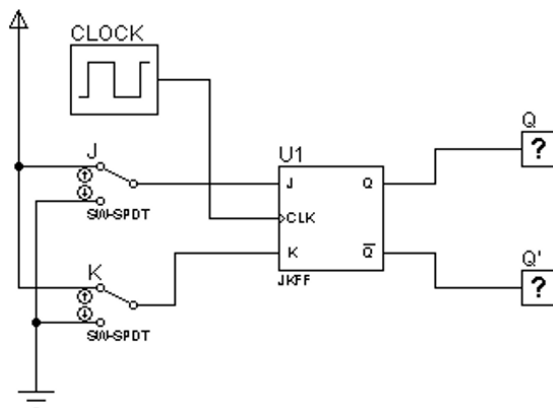 CLOCK
Q
?
J
U1
J Q
CLK
K Q̅
JKFF
SW-SPDT
K
SW-SPDT
Q'
?